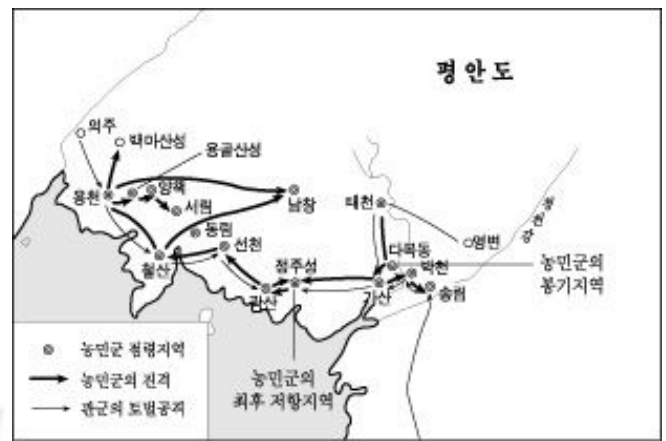 평안도
의주
백마산성
용골산성
용천
양책
서림
남창
동림
철산
선천
정주성
곽산
태천
영변
청천강
다복동
박천
송림
농민군의
봉기지역
농민군의
최후 저항지역
농민군 점령지역
농민군의 진격
관군의 토벌공격